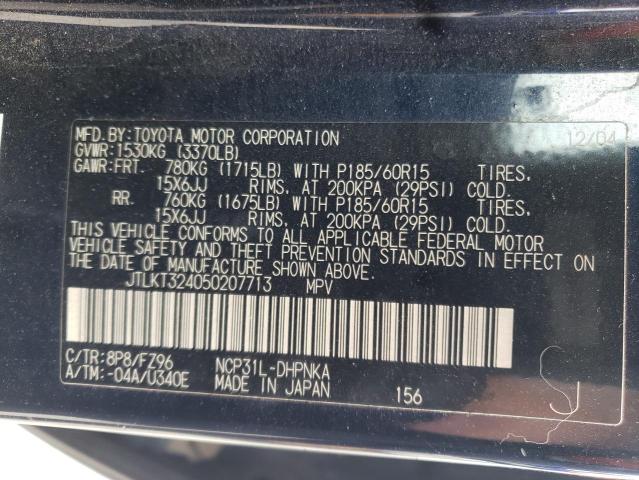 MFD. BY: TOYOTA MOTOR CORPORATION 12/04
GVWR: 1530KG (3370LB)
GAWR: FRT. 780KG (1715LB) WITH P185/60R15 TIRES,
15X6JJ RIMS, AT 200KPA (29PSI) COLD.
RR. 760KG (1675LB) WITH P185/60R15 TIRES,
15X6JJ RIMS, AT 200KPA (29PSI) COLD.
THIS VEHICLE CONFORMS TO ALL APPLICABLE FEDERAL MOTOR
VEHICLE SAFETY AND THEFT PREVENTION STANDARDS IN EFFECT ON
THE DATE OF MANUFACTURE SHOWN ABOVE.
JTLKT324050207713 MPV
C/TR: 8P8/FZ96 NCP31L-DHPNKA
A/TM: -04A/U340E MADE IN JAPAN 156